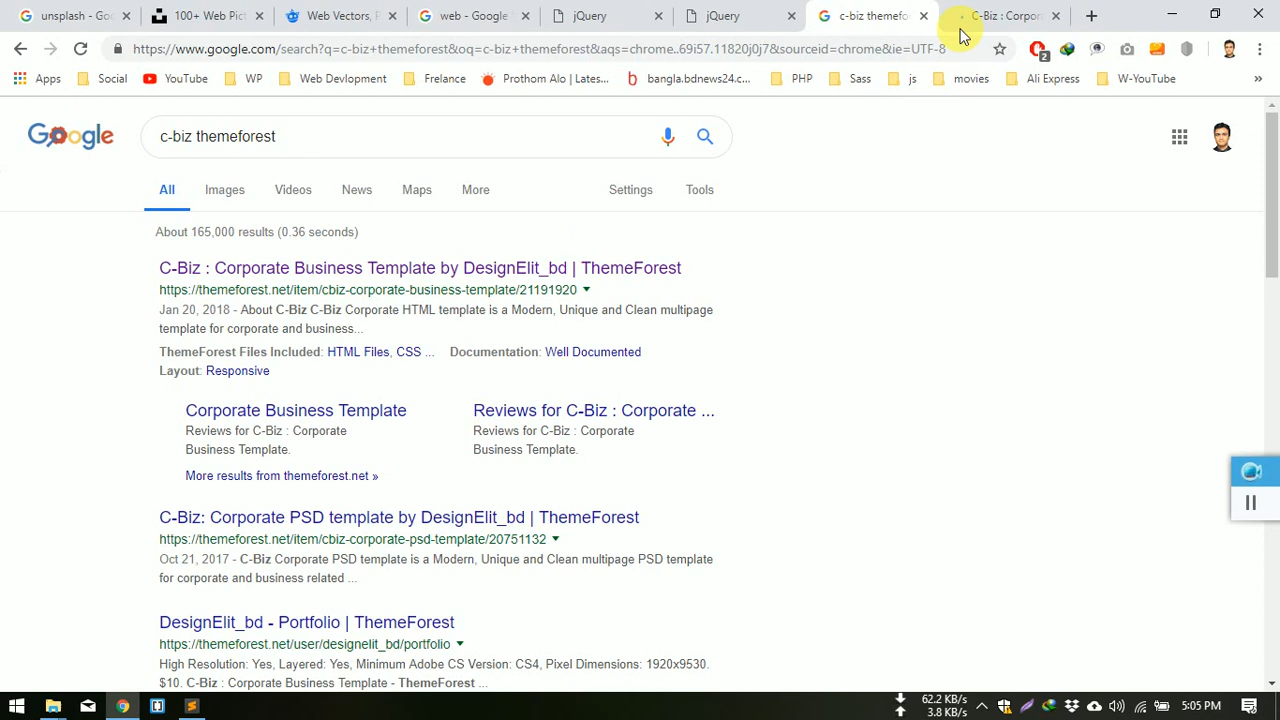 unsplash - Goo
100+ Web Pict
Web Vectors, P
web - Google
jQuery
jQuery
c-biz themefo
C-Biz : Corpor
https://www.google.com/search?q=c-biz+themeforest&oq=c-biz+themeforest&aqs=chrome..69i57.11820j0j7&sourceid=chrome&ie=UTF-8
2
Apps
Social
YouTube
WP
Web Devlopment
Frelance
Prothom Alo | Lates...
bangla.bdnews24.c...
PHP
Sass
js
movies
Ali Express
W-YouTube
»
Google
c-biz themeforest
All
Images
Videos
News
Maps
More
Settings
Tools
About 165,000 results (0.36 seconds)
C-Biz : Corporate Business Template by DesignElit_bd | ThemeForest
https://themeforest.net/item/cbiz-corporate-business-template/21191920
Jan 20, 2018 - About C-Biz C-Biz Corporate HTML template is a Modern, Unique and Clean multipage
template for corporate and business...
ThemeForest Files Included: HTML Files, CSS ... Documentation: Well Documented
Layout: Responsive
Corporate Business Template
Reviews for C-Biz : Corporate
Business Template.
Reviews for C-Biz : Corporate ...
Reviews for C-Biz : Corporate
Business Template.
More results from themeforest.net »
C-Biz: Corporate PSD template by DesignElit_bd | ThemeForest
https://themeforest.net/item/cbiz-corporate-psd-template/20751132
Oct 21, 2017 - C-Biz Corporate PSD template is a Modern, Unique and Clean multipage PSD template
for corporate and business related ...
DesignElit_bd - Portfolio | ThemeForest
https://themeforest.net/user/designelit_bd/portfolio
High Resolution: Yes, Layered: Yes, Minimum Adobe CS Version: CS4, Pixel Dimensions: 1920x9530.
$10. C-Biz : Corporate Business Template - ThemeForest ...
62.2 KB/s
3.8 KB/s
5:05 PM